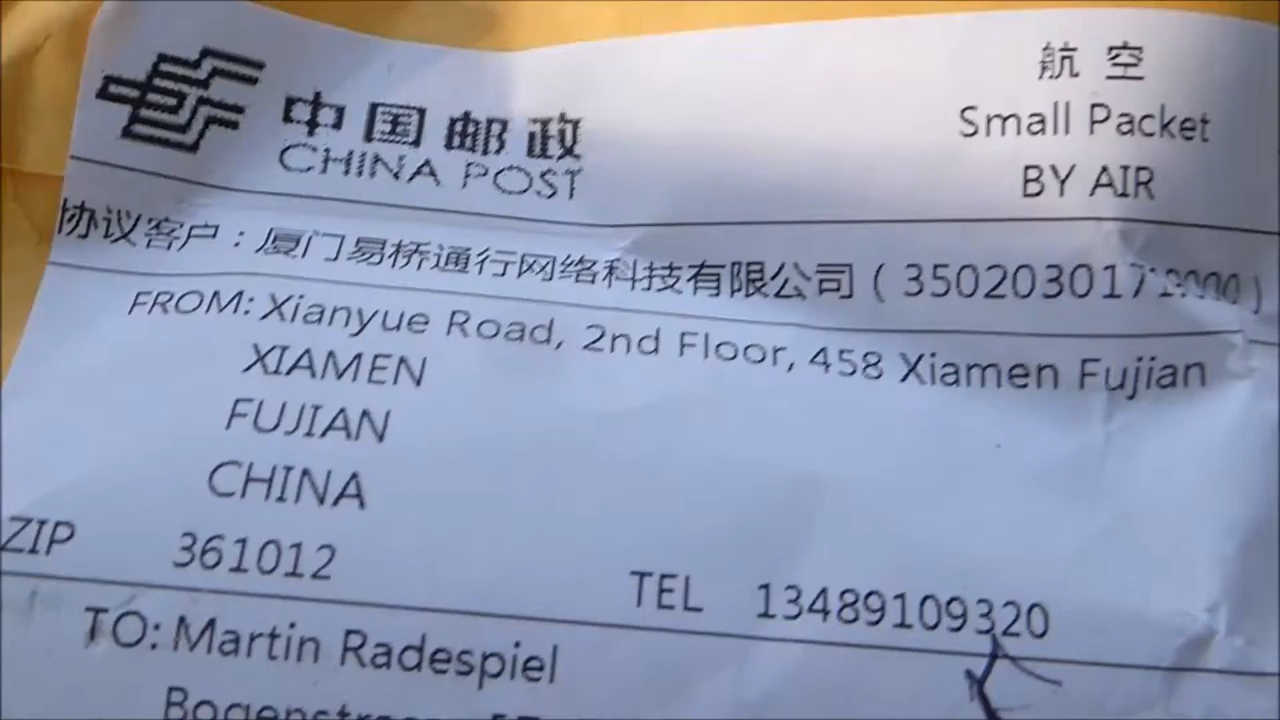 中国邮政
CHINA POST
航 空
Small Packet
BY AIR
协议客户：厦门易桥通行网络科技有限公司（
FROM: Xianyue Road, 2nd Floor, 458 Xiamen Fujian
XIAMEN
FUJIAN
CHINA
ZIP 361012 TEL 13489109320
TO: Martin Radespiel